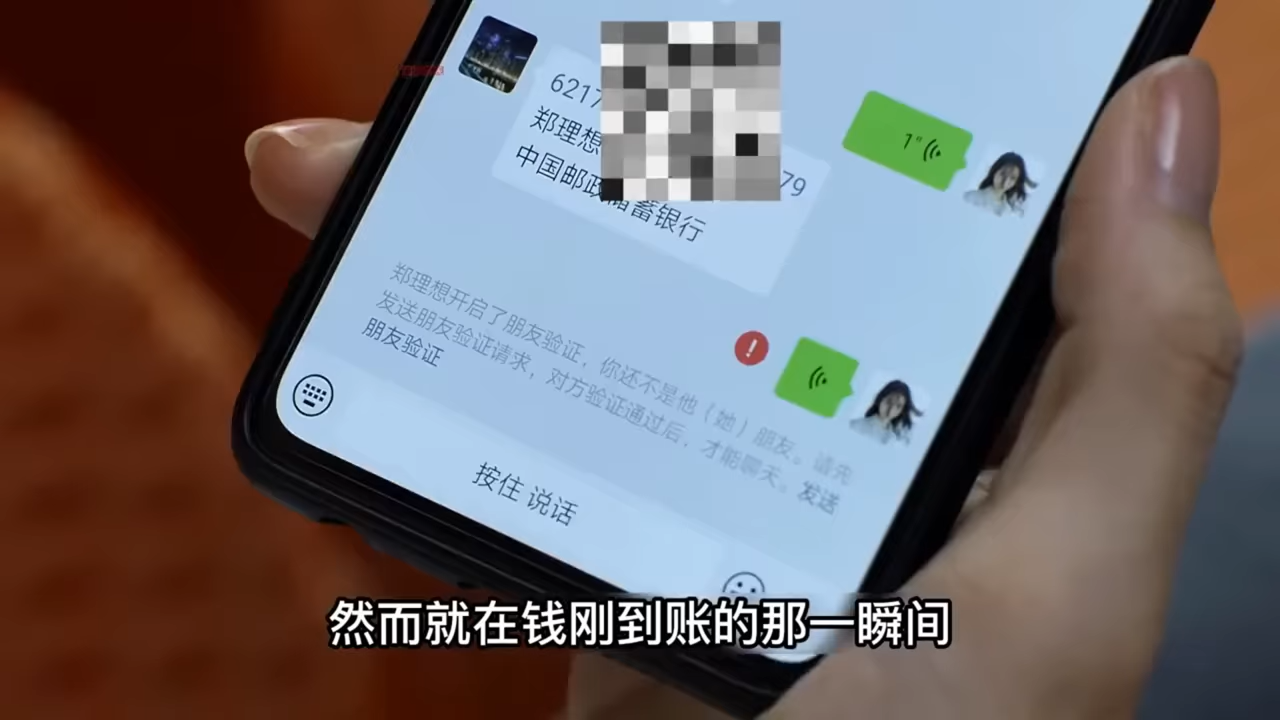 6217
79
郑理想
中国邮政储蓄银行
1"
郑理想开启了朋友验证，你还不是他（她）朋友。请先
发送朋友验证请求，对方验证通过后，才能聊天。发送
朋友验证
按住 说话
然而就在钱刚到账的那一瞬间